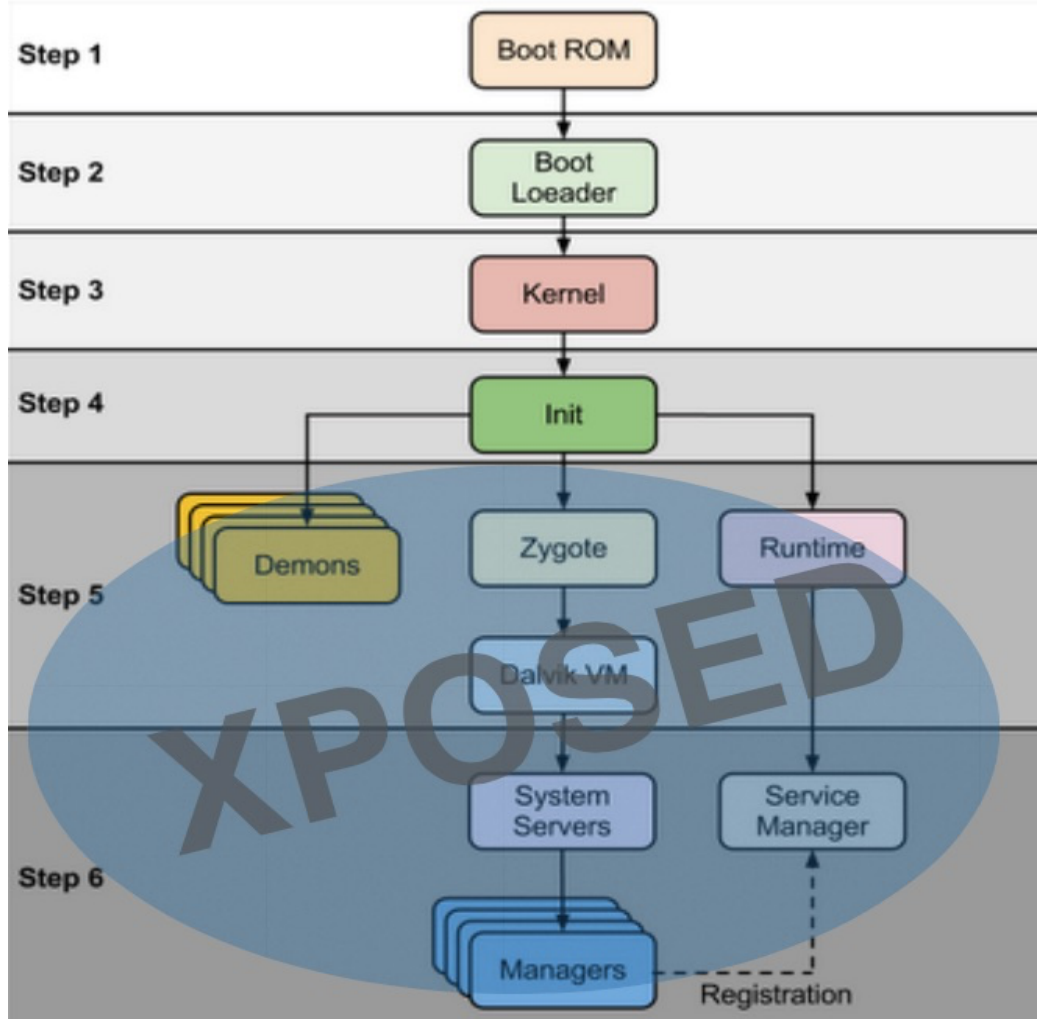 Step 1
Boot ROM
Step 2
Boot
Loeader
Step 3
Kernel
Step 4
Init
Step 5
Demons
Zygote
Runtime
Dalvik VM
XPOSED
Step 6
System
Servers
Service
Manager
Managers
Registration